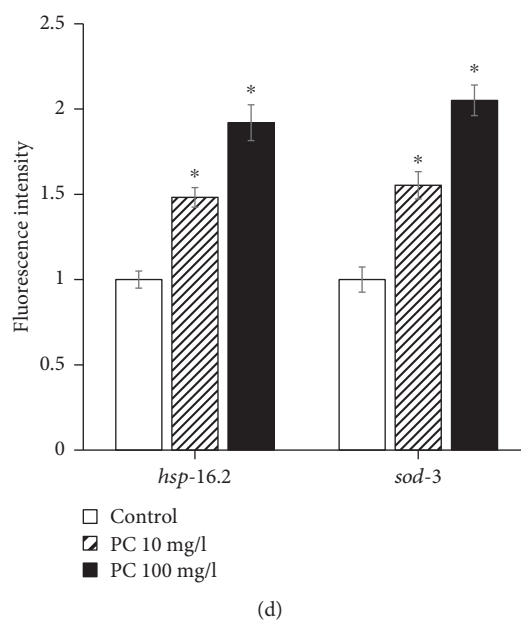 2.5
2
1.5
1
0.5
0
Fluorescence intensity
*
*
*
*
hsp-16.2
sod-3
Control
PC 10 mg/l
PC 100 mg/l
(d)